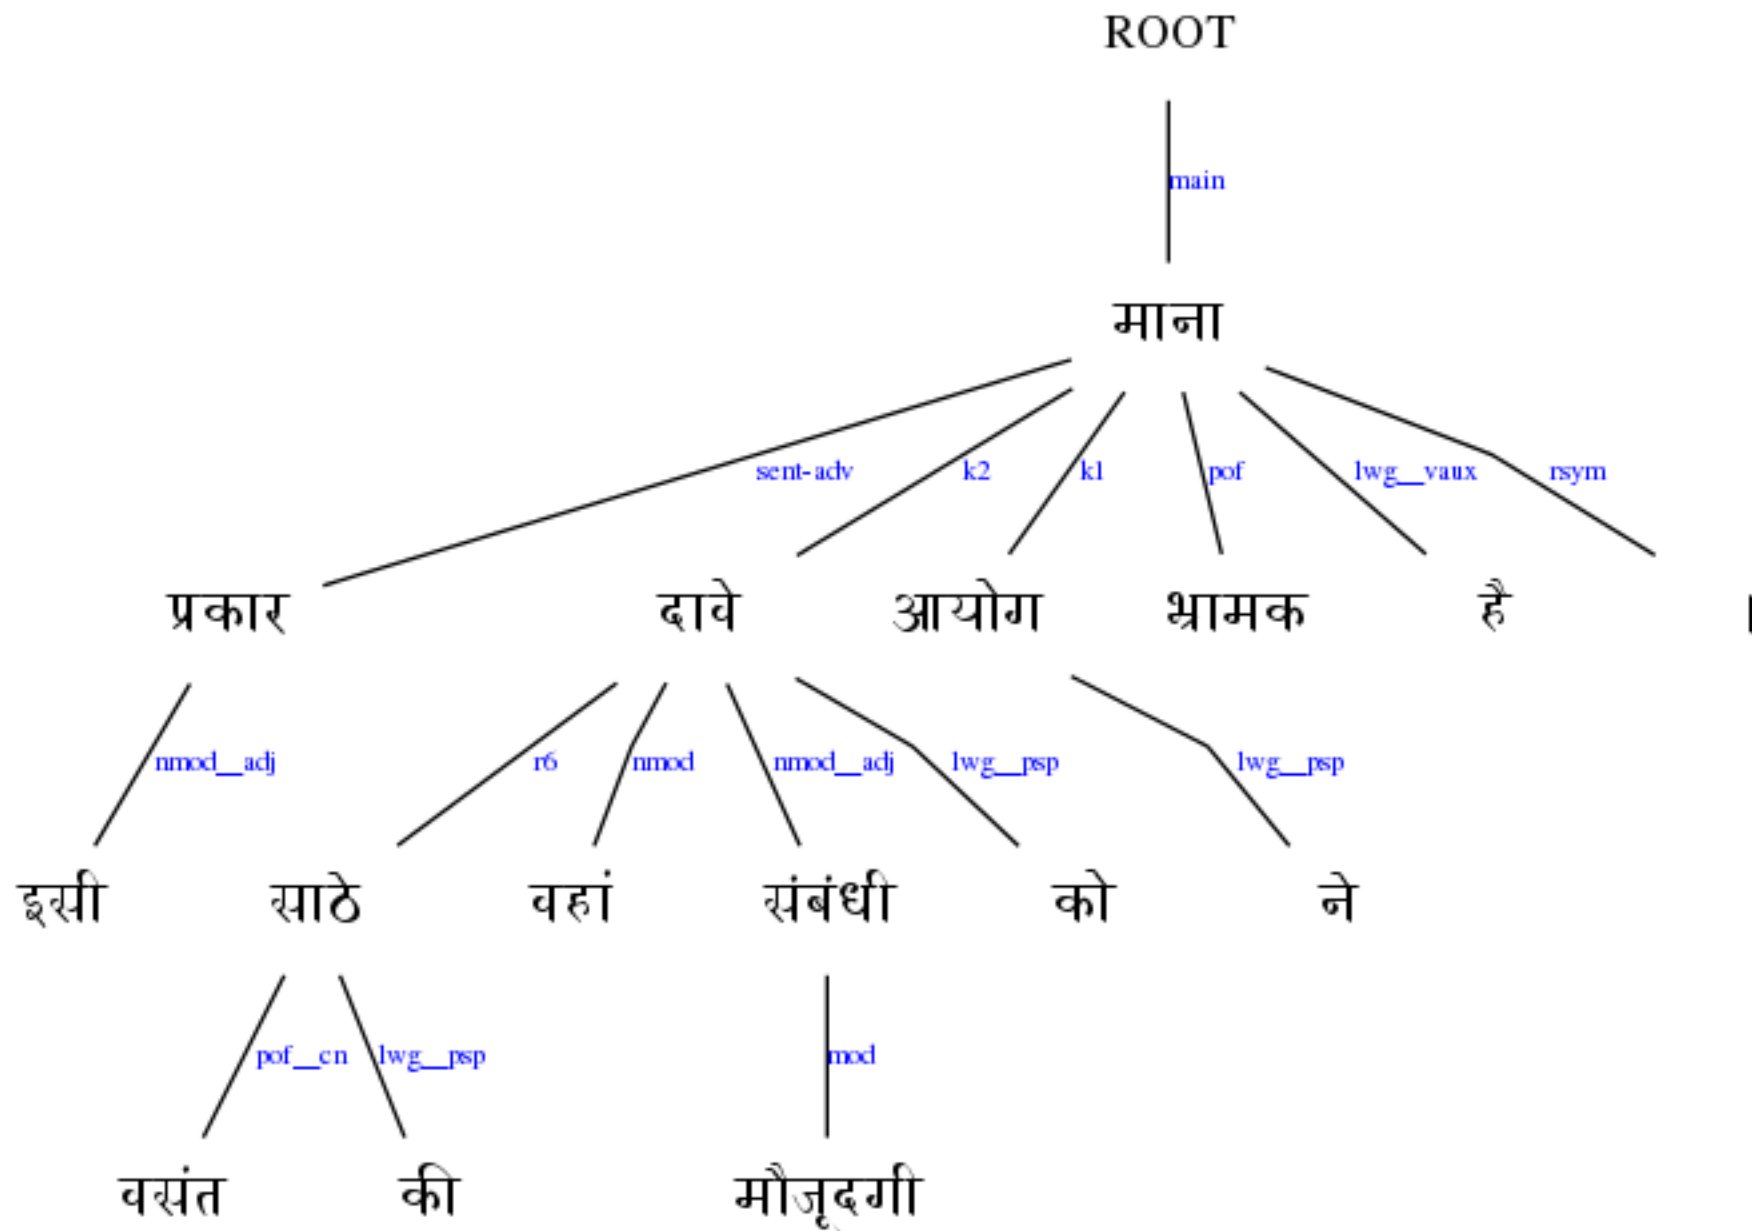 ROOT
main
माना
sent-adv k2 k1 pof lwg__vaux rsym
प्रकार दावे आयोग भ्रामक है ।
nmod__adj r6 nmod nmod__adj lwg__psp lwg__psp
इसी साठे वहां संबंधी को ने
pof__cn lwg__psp mod
वसंत की मौजूदगी